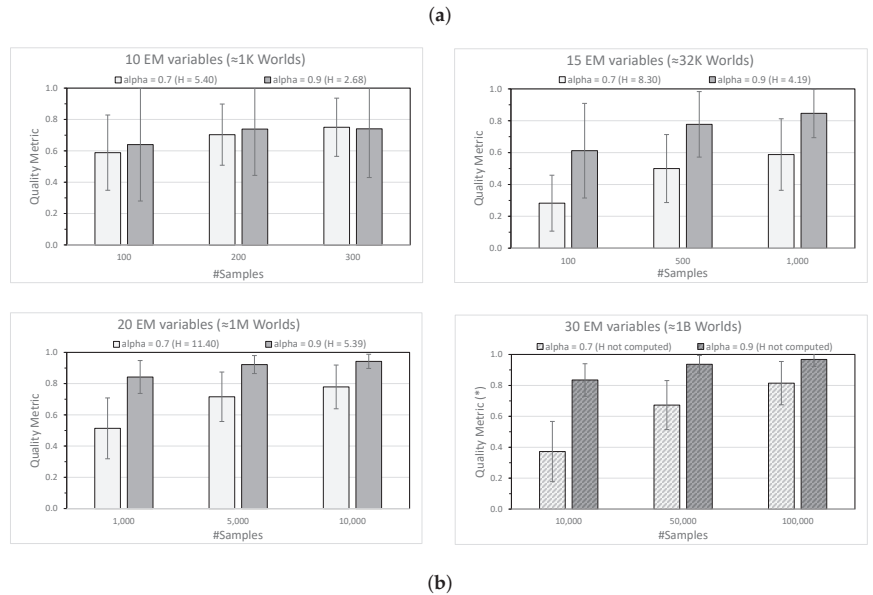 (a)
10 EM variables (≈1K Worlds)
alpha = 0.7 (H = 5.40) alpha = 0.9 (H = 2.68)
1.0
0.8
0.6
0.4
0.2
0.0
Quality Metric
100 200 300
#Samples
15 EM variables (≈32K Worlds)
alpha = 0.7 (H = 8.30) alpha = 0.9 (H = 4.19)
1.0
0.8
0.6
0.4
0.2
0.0
Quality Metric
100 500 1,000
#Samples
20 EM variables (≈1M Worlds)
alpha = 0.7 (H = 11.40) alpha = 0.9 (H = 5.39)
1.0
0.8
0.6
0.4
0.2
0.0
Quality Metric
1,000 5,000 10,000
#Samples
30 EM variables (≈1B Worlds)
alpha = 0.7 (H not computed) alpha = 0.9 (H not computed)
1.0
0.8
0.6
0.4
0.2
0.0
Quality Metric (*)
10,000 50,000 100,000
#Samples
(b)